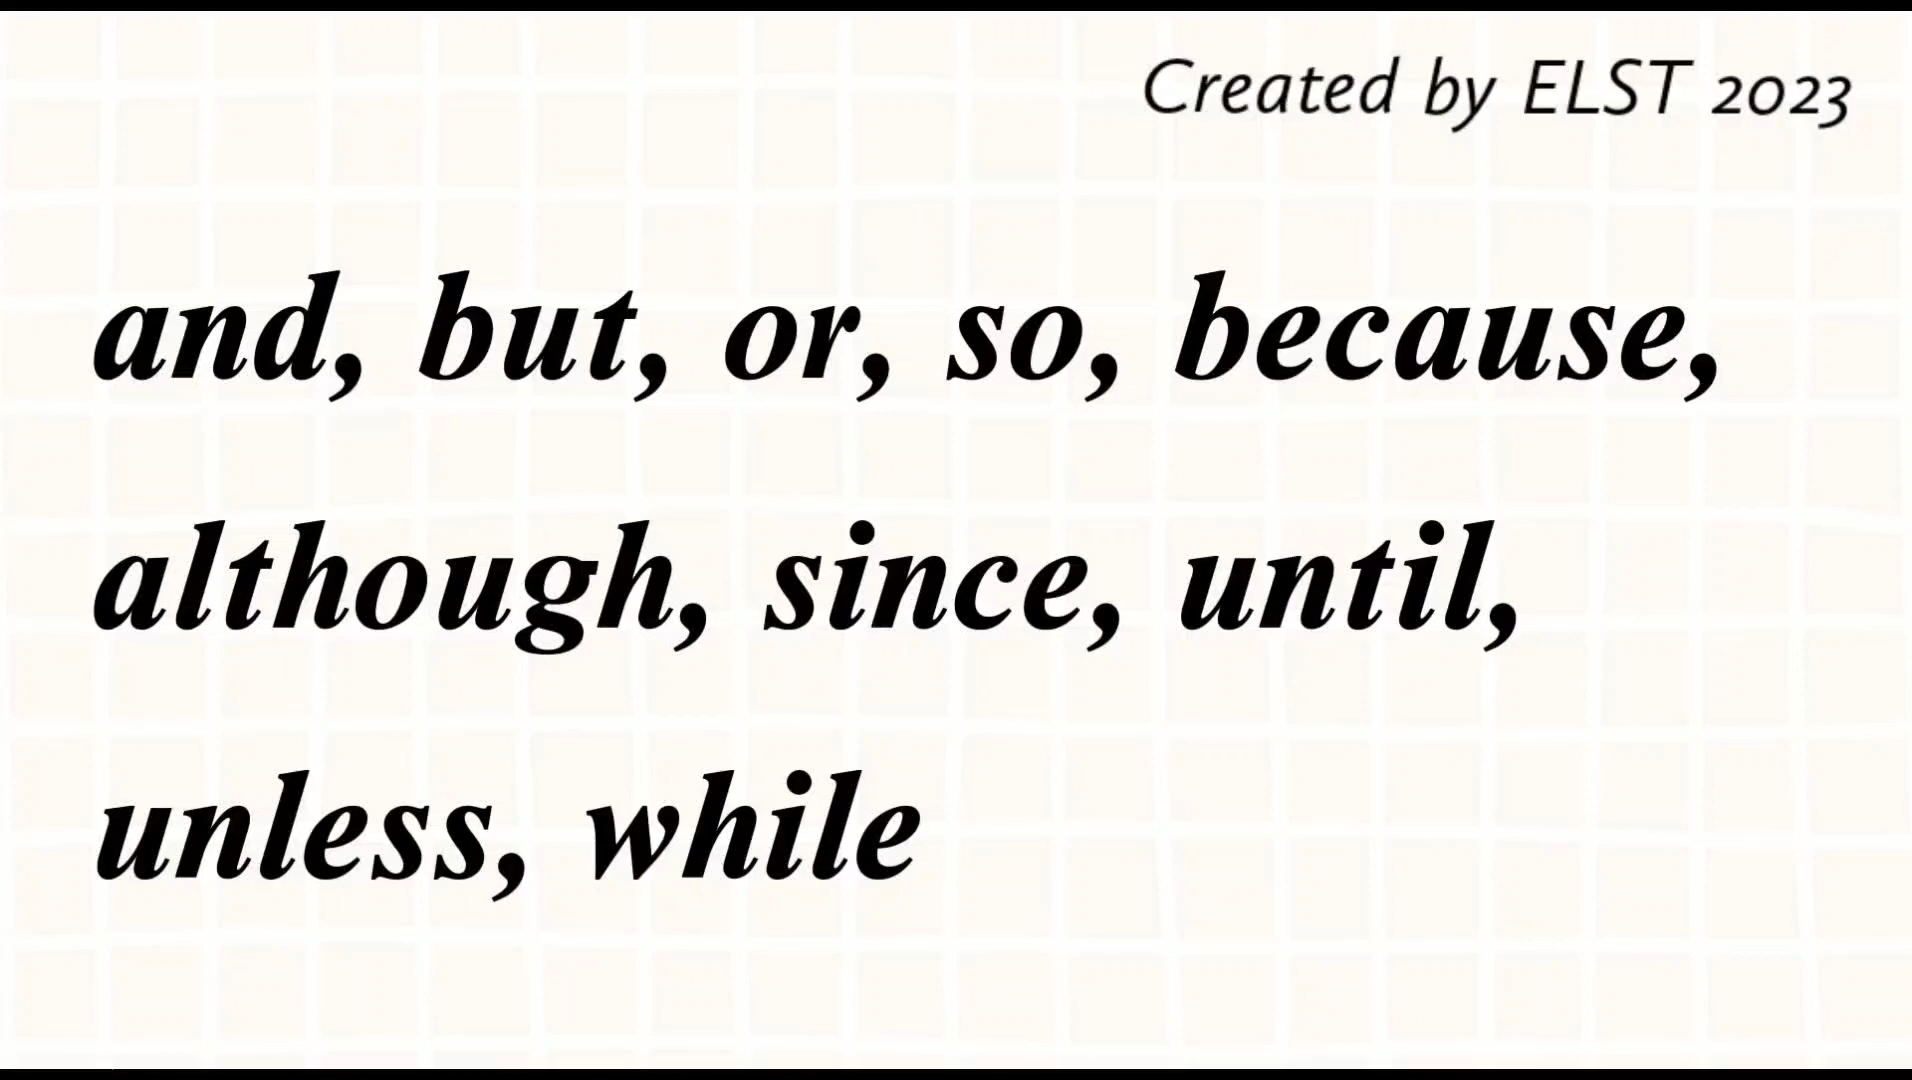 Created by ELST 2023
and, but, or, so, because,
although, since, until,
unless, while